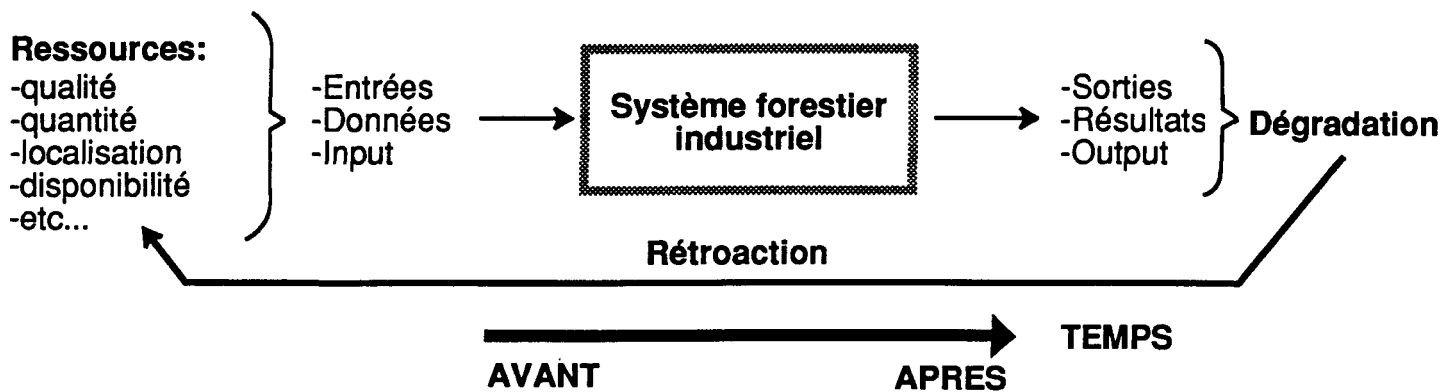 Ressources:
-qualité
-quantité
-localisation
-disponibilité
-etc...
-Entrées
-Données
-Input
Système forestier
industriel
-Sorties
-Résultats
-Output
Dégradation
Rétroaction
TEMPS
AVANT
APRES